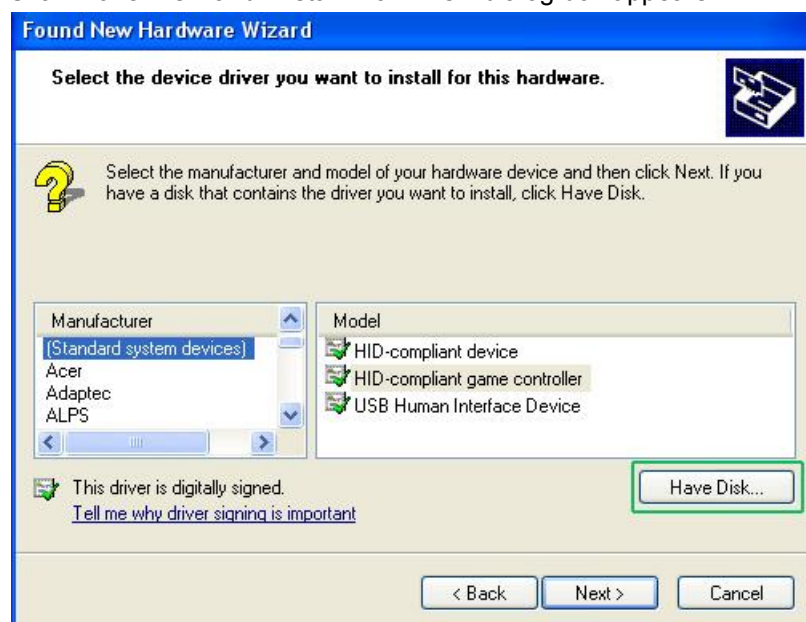 Found New Hardware Wizard
Select the device driver you want to install for this hardware.
Select the manufacturer and model of your hardware device and then click Next. If you
have a disk that contains the driver you want to install, click Have Disk.
Manufacturer
(Standard system devices)
Acer
Adaptec
ALPS
Model
HID-compliant device
HID-compliant game controller
USB Human Interface Device
This driver is digitally signed.
Tell me why driver signing is important
Have Disk...
< Back
Next >
Cancel